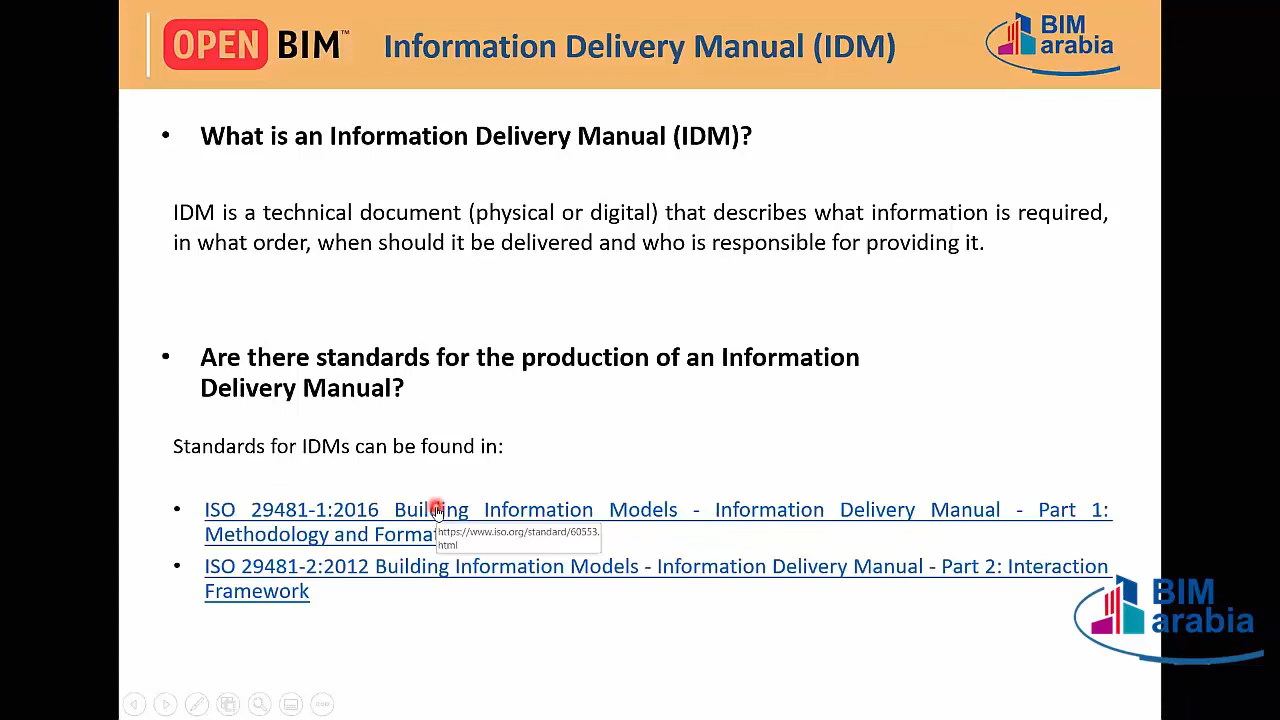 OPEN BIM™ Information Delivery Manual (IDM) BIM arabia
• What is an Information Delivery Manual (IDM)?
IDM is a technical document (physical or digital) that describes what information is required,
in what order, when should it be delivered and who is responsible for providing it.
• Are there standards for the production of an Information
Delivery Manual?
Standards for IDMs can be found in:
• ISO 29481-1:2016 Building Information Models - Information Delivery Manual - Part 1:
Methodology and Forma
https://www.iso.org/standard/60553.
html
• ISO 29481-2:2012 Building Information Models - Information Delivery Manual - Part 2: Interaction
Framework
BIM
arabia